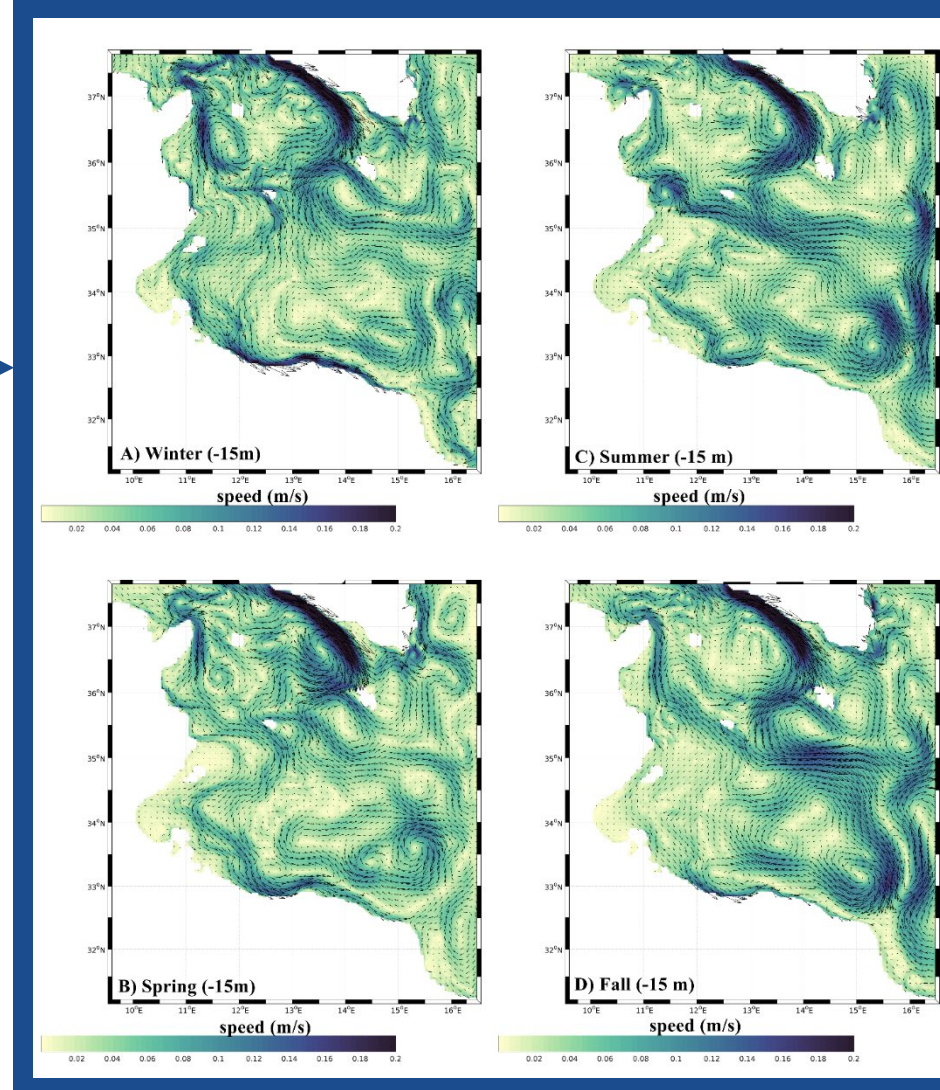 37°N
36°N
35°N
34°N
33°N
32°N
A) Winter (-15m)
10°E 11°E 12°E 13°E 14°E 15°E 16°E
speed (m/s)
0.02 0.04 0.06 0.08 0.1 0.12 0.14 0.16 0.18 0.2
37°N
36°N
35°N
34°N
33°N
32°N
C) Summer (-15 m)
10°E 11°E 12°E 13°E 14°E 15°E 16°E
speed (m/s)
0.02 0.04 0.06 0.08 0.1 0.12 0.14 0.16 0.18 0.2
37°N
36°N
35°N
34°N
33°N
32°N
B) Spring (-15m)
10°E 11°E 12°E 13°E 14°E 15°E 16°E
speed (m/s)
0.02 0.04 0.06 0.08 0.1 0.12 0.14 0.16 0.18 0.2
37°N
36°N
35°N
34°N
33°N
32°N
D) Fall (-15 m)
10°E 11°E 12°E 13°E 14°E 15°E 16°E
speed (m/s)
0.02 0.04 0.06 0.08 0.1 0.12 0.14 0.16 0.18 0.2